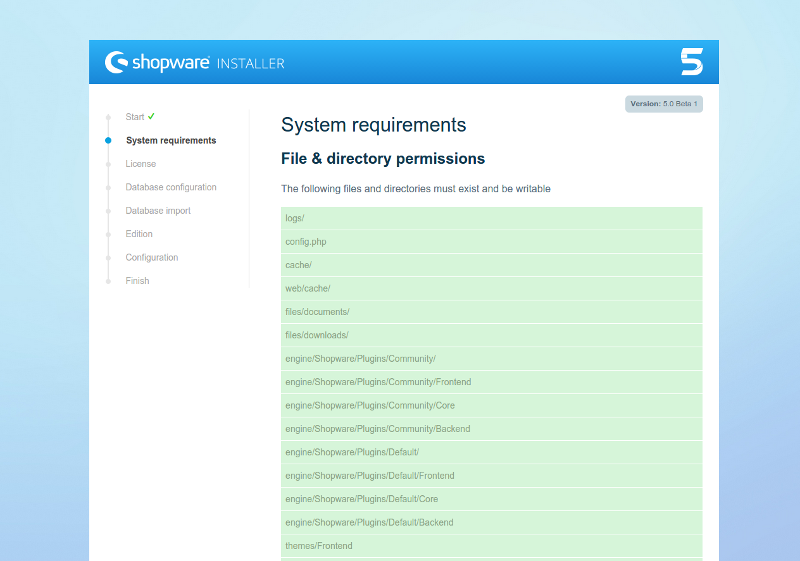 shopware INSTALLER
Version: 5.0 Beta 1
Start
System requirements
License
Database configuration
Database import
Edition
Configuration
Finish
System requirements
File & directory permissions
The following files and directories must exist and be writable
logs/
config.php
cache/
web/cache/
files/documents/
files/downloads/
engine/Shopware/Plugins/Community/
engine/Shopware/Plugins/Community/Frontend
engine/Shopware/Plugins/Community/Core
engine/Shopware/Plugins/Community/Backend
engine/Shopware/Plugins/Default/
engine/Shopware/Plugins/Default/Frontend
engine/Shopware/Plugins/Default/Core
engine/Shopware/Plugins/Default/Backend
themes/Frontend